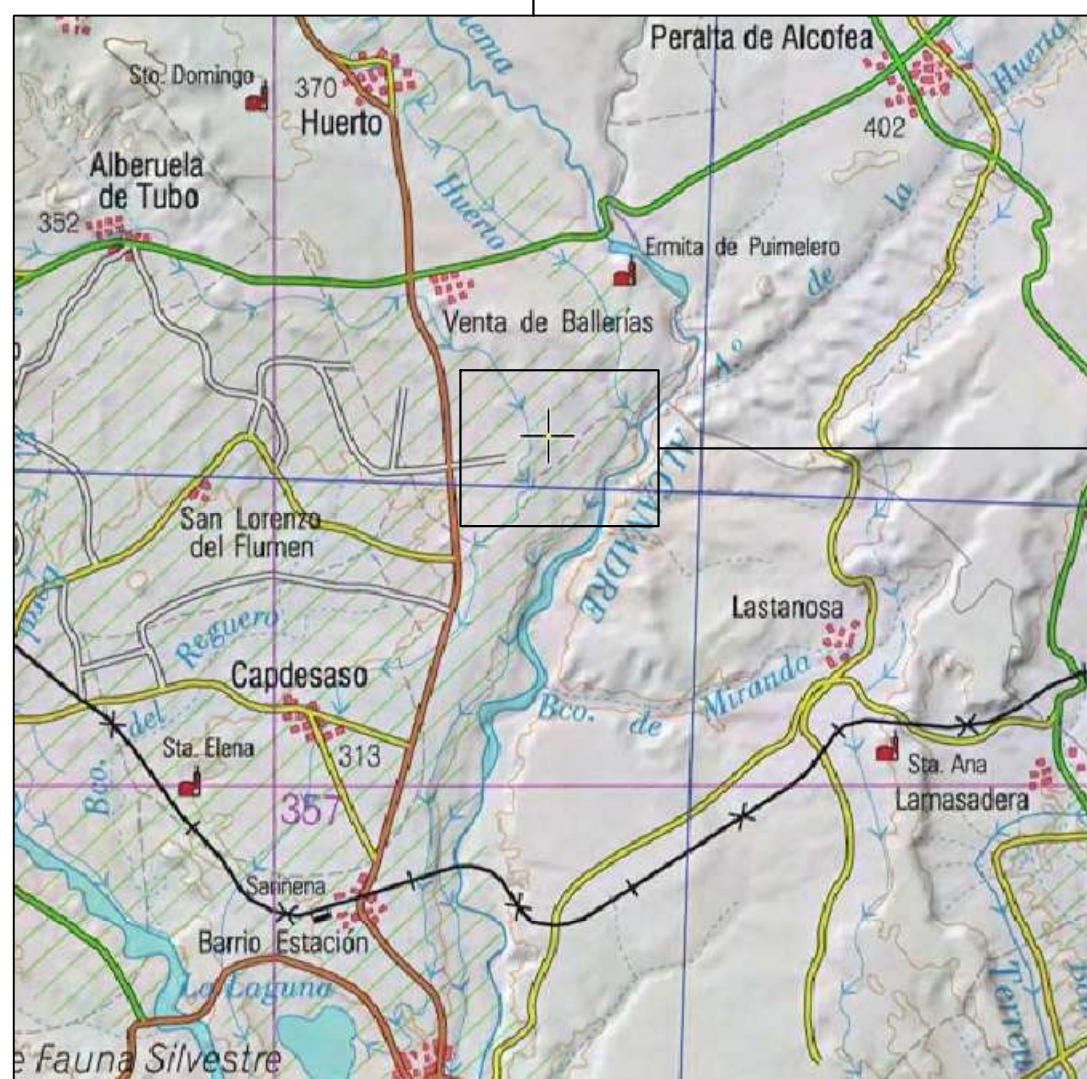 Peralta de Alcofea
Huerta
Sto. Domingo
370
Huerto
402
Alberuela
de Tubo
352
Huerto
la
de
Ermita de Puimelero
Venta de Ballerías
ALCANADRE
San Lorenzo
del Flumen
Lastanosa
Reguero
del
Bco.
Capdesaso
Bco. de Miranda
Sta. Elena
313
Sta. Ana
Lamasadera
357
Sariñena
Barrio Estación
La Laguna
Terreno
e Fauna Silvestre